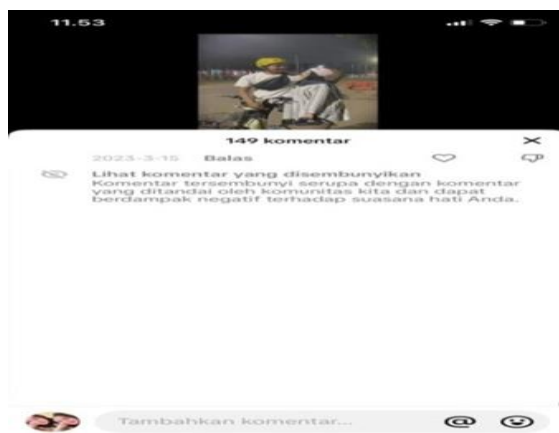 11.53
149 komentar
2023-3-15 Balas
Lihat komentar yang disembunyikan
Komentar tersembunyi serupa dengan komentar
yang ditandai oleh komunitas kita dan dapat
berdampak negatif terhadap suasana hati Anda.
Tambahkan komentar...